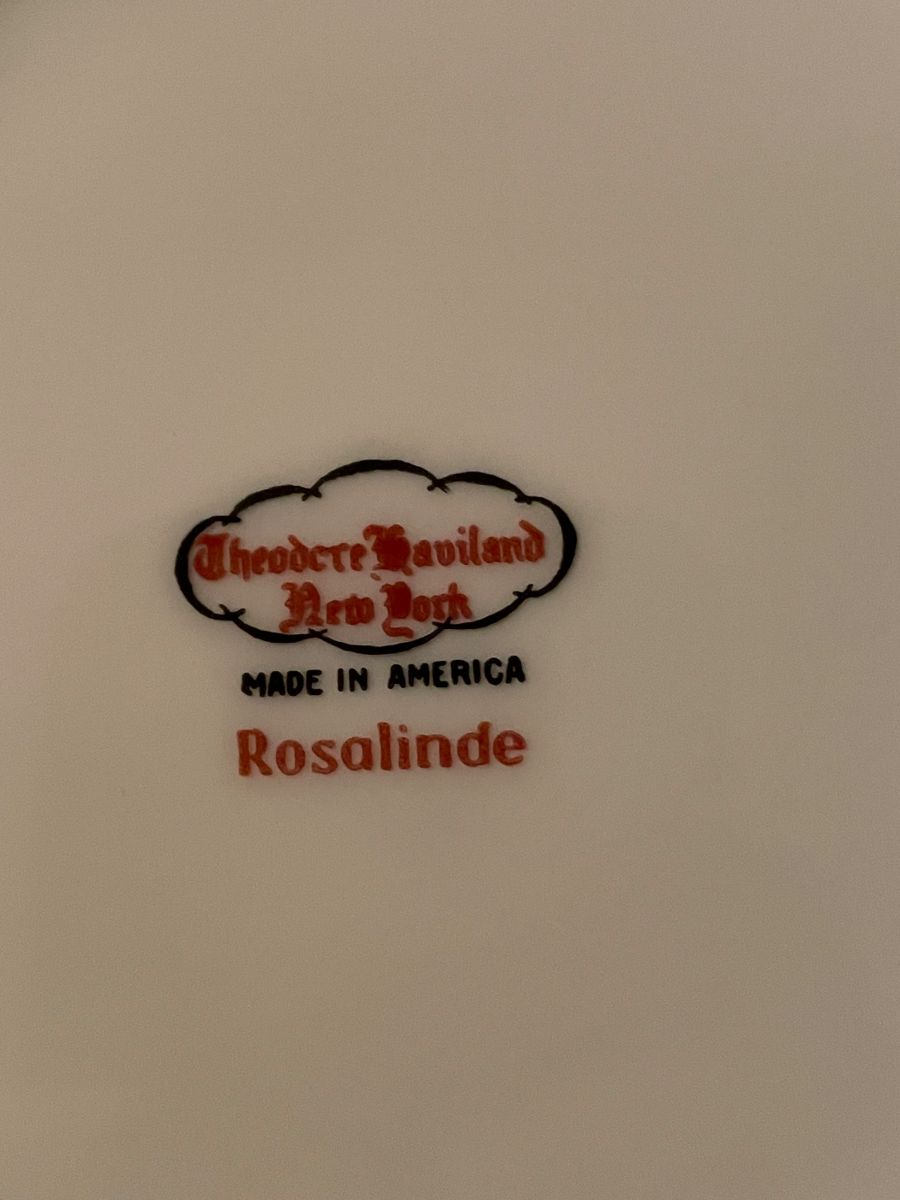 Theodore Haviland
New York
MADE IN AMERICA
Rosalinde